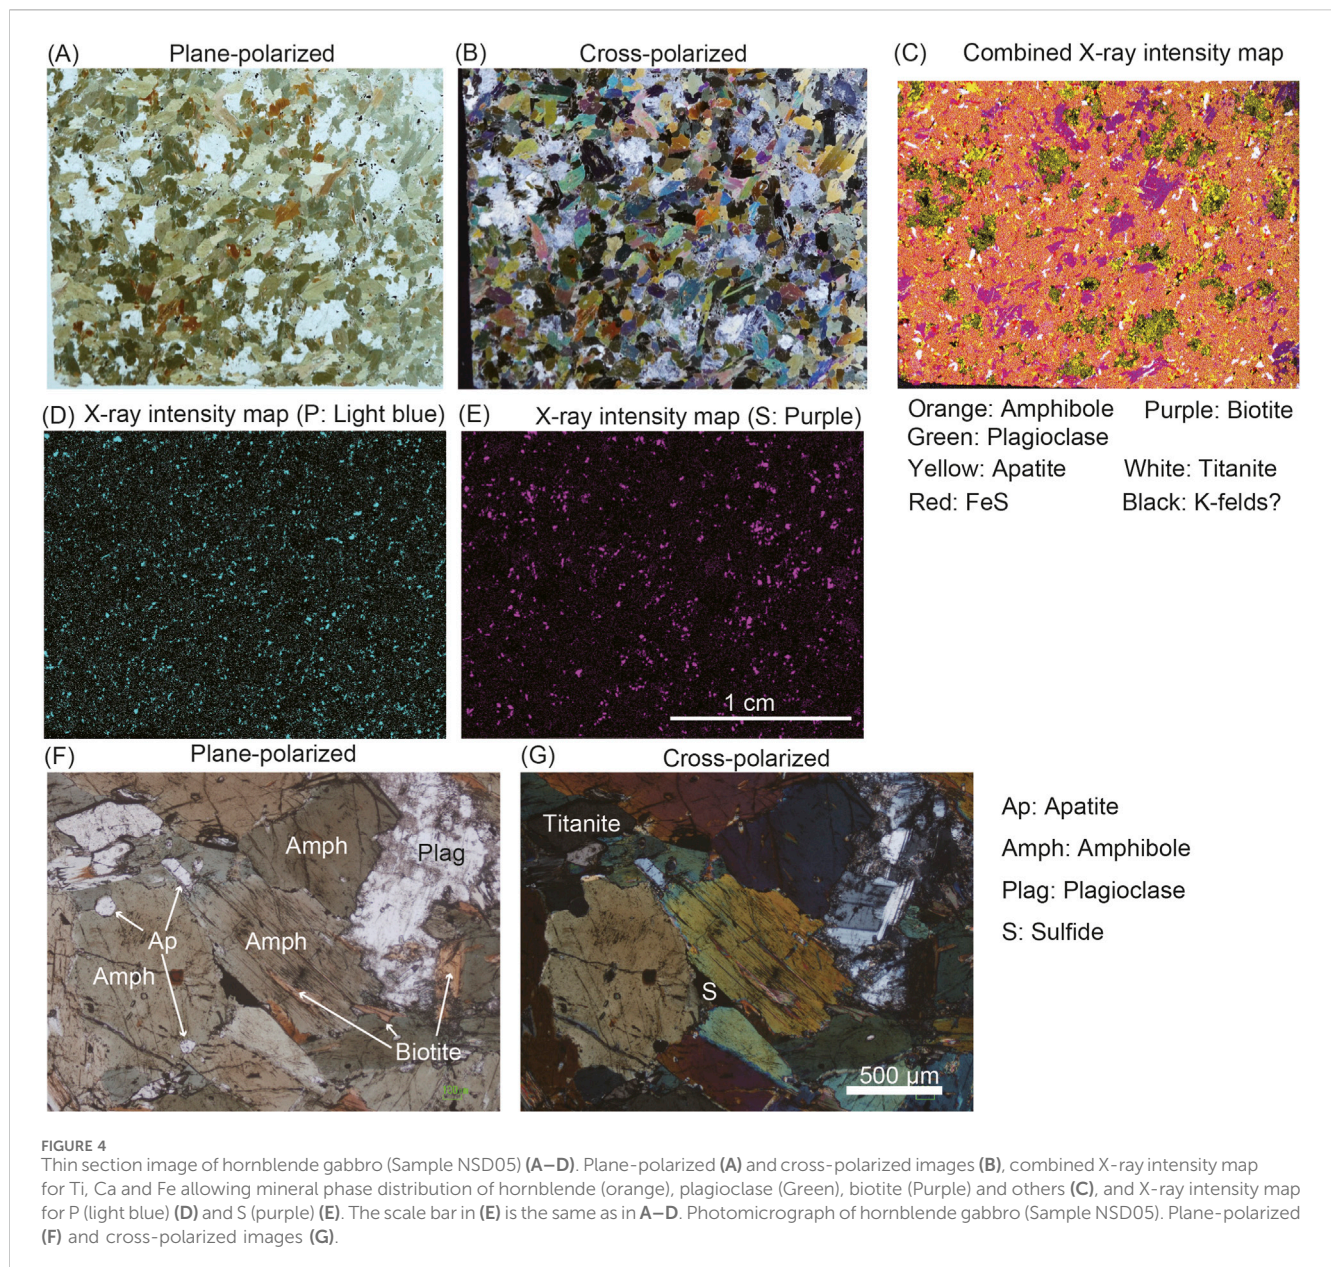 (A) Plane-polarized
(B) Cross-polarized
(C) Combined X-ray intensity map
Orange: Amphibole Purple: Biotite
Green: Plagioclase
Yellow: Apatite White: Titanite
Red: FeS Black: K-felds?
(D) X-ray intensity map (P: Light blue)
(E) X-ray intensity map (S: Purple)
1 cm
(F) Plane-polarized
Amph
Plag
Ap
Amph
Amph
Biotite
(G) Cross-polarized
Titanite
S
500 µm
Ap: Apatite
Amph: Amphibole
Plag: Plagioclase
S: Sulfide
FIGURE 4
Thin section image of hornblende gabbro (Sample NSD05) (A–D). Plane-polarized (A) and cross-polarized images (B), combined X-ray intensity map
for Ti, Ca and Fe allowing mineral phase distribution of hornblende (orange), plagioclase (Green), biotite (Purple) and others (C), and X-ray intensity map
for P (light blue) (D) and S (purple) (E). The scale bar in (E) is the same as in A–D. Photomicrograph of hornblende gabbro (Sample NSD05). Plane-polarized
(F) and cross-polarized images (G).